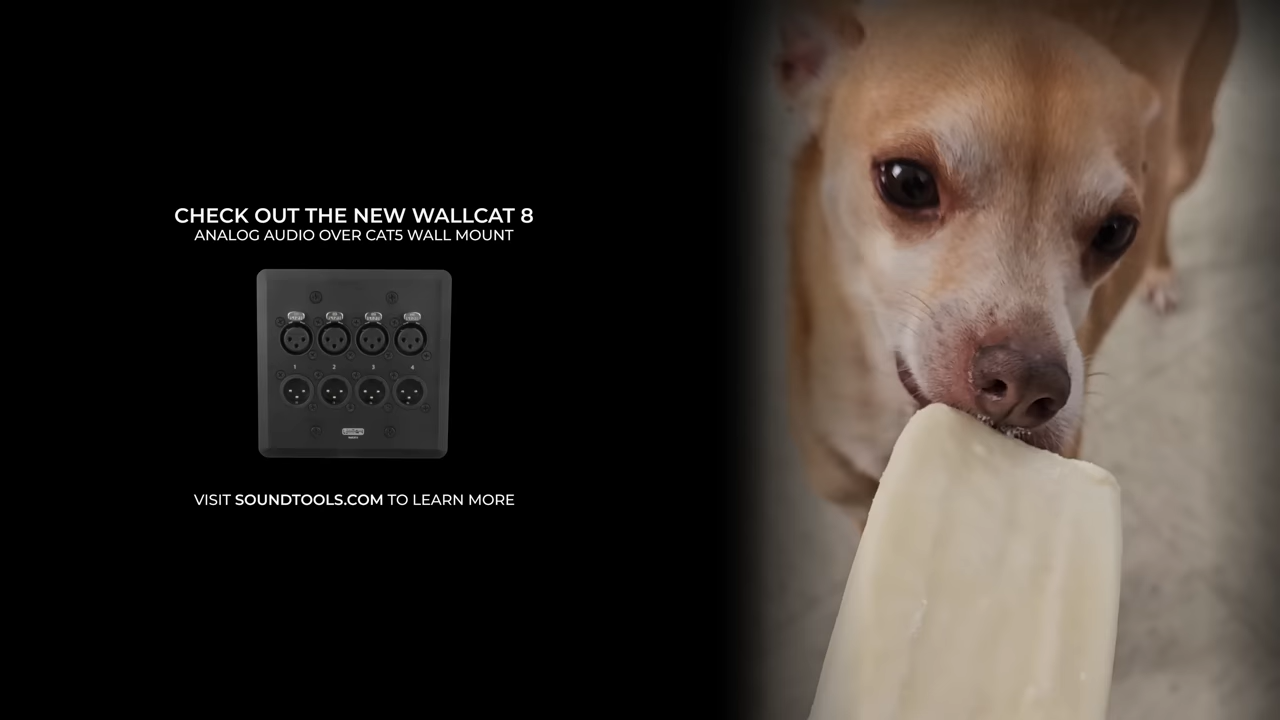 CHECK OUT THE NEW WALLCAT 8
ANALOG AUDIO OVER CAT5 WALL MOUNT
1 2 3 4
VISIT SOUNDTOOLS.COM TO LEARN MORE